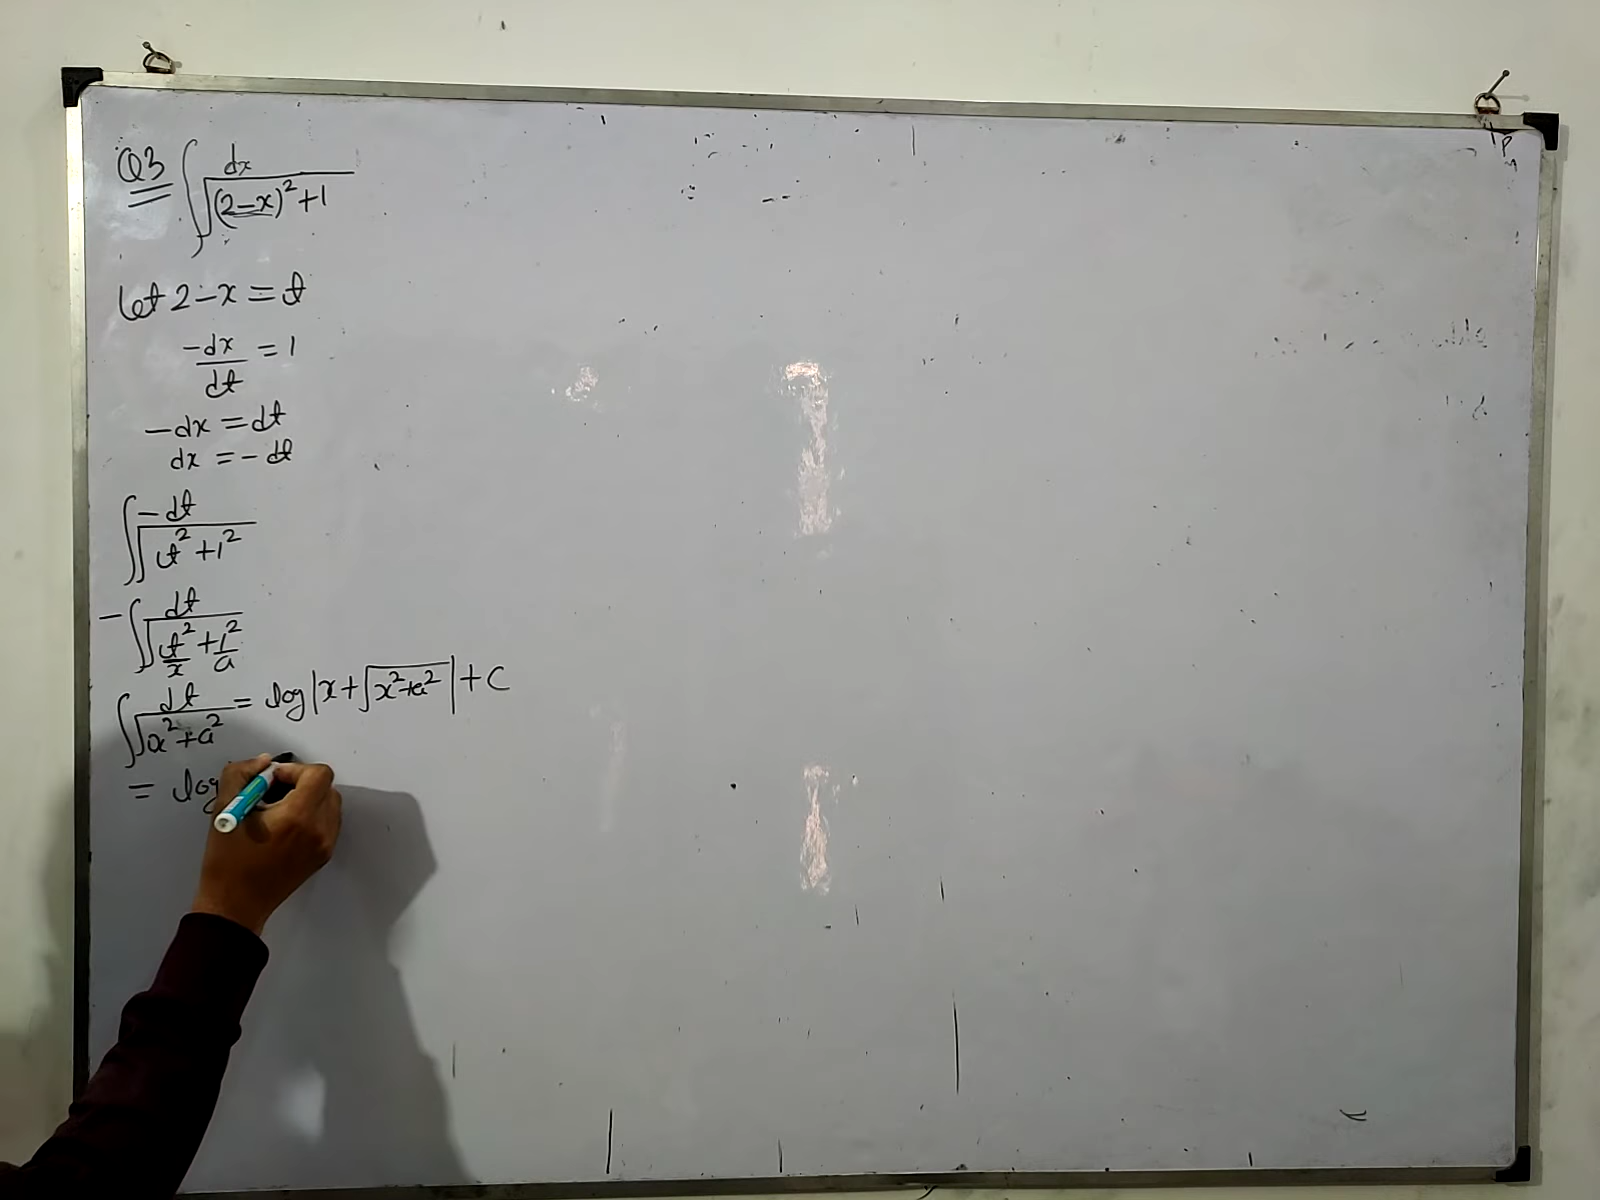 Q3 ∫ dx / √((2-x)² + 1)
let 2-x = t
-dx/dt = 1
-dx = dt
dx = -dt
∫ -dt / √(t² + 1²)
- ∫ dt / √(t²/x + 1²/a)
∫ dt / √(x² + a²) = log|x + √(x² + a²)| + C
= log